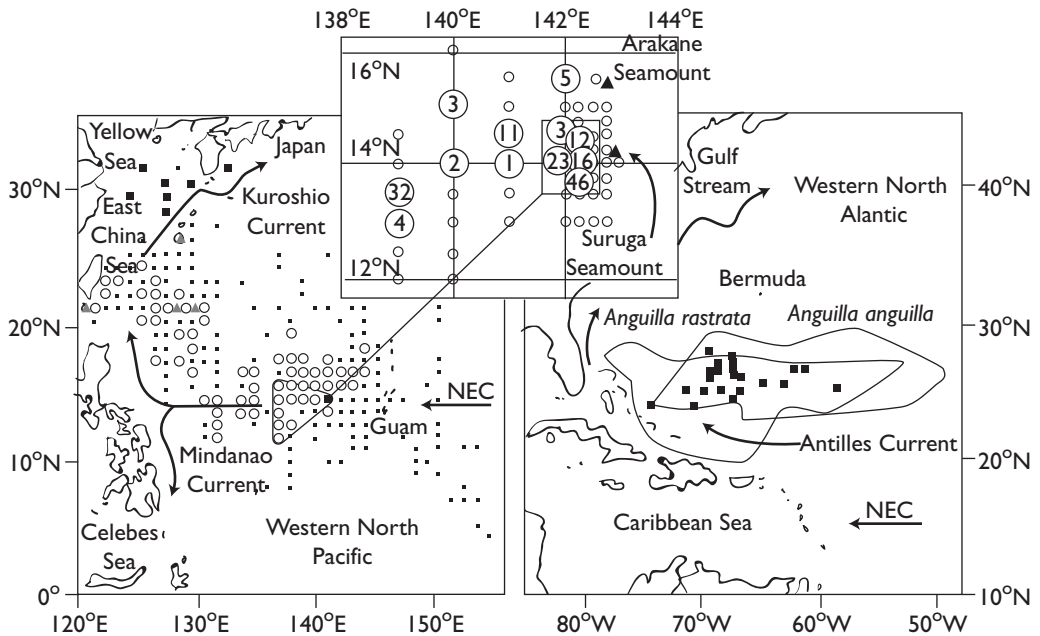 138°E 140°E 142°E 144°E
Arakane
Seamount
16°N
5
3
11
3
12
14°N
2
1
23
16
46
32
4
12°N
Suruga
Seamount
Yellow
Sea
Japan
30°N
Kuroshio
Current
East
China
Sea
20°N
NEC
Guam
10°N
Mindanao
Current
Celebes
Sea
Western North
Pacific
0°
120°E 130°E 140°E 150°E
Gulf
Stream
Western North
Alantic
40°N
Bermuda
Anguilla rastrata
Anguilla anguilla
30°N
Antilles Current
20°N
Caribbean Sea
NEC
10°N
80°W 70°W 60°W 50°W